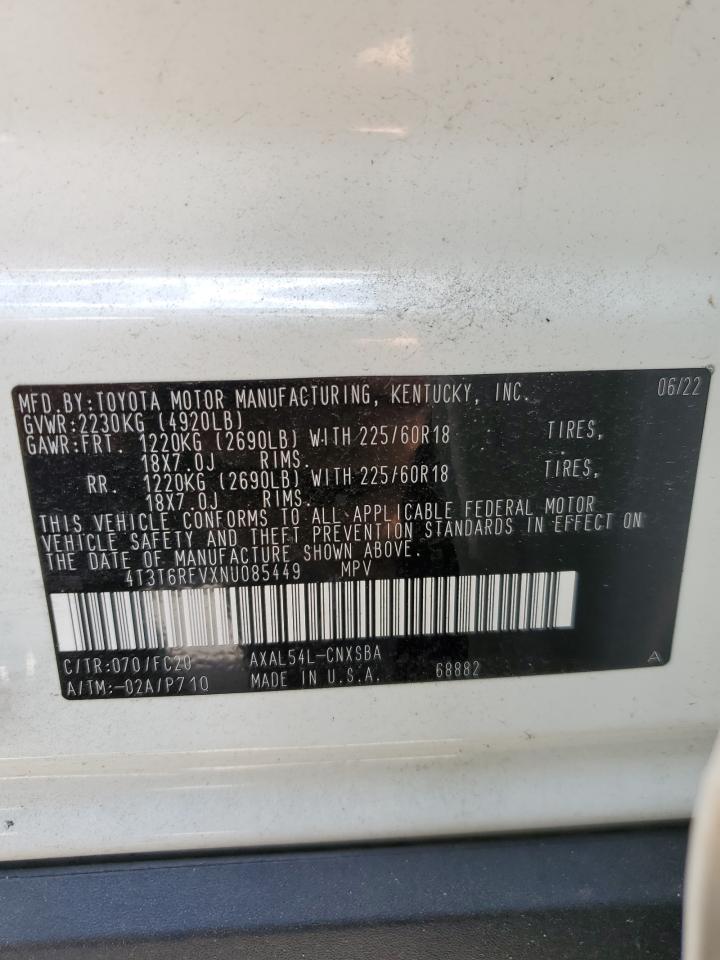 MFD.BY:TOYOTA MOTOR MANUFACTURING, KENTUCKY, INC. 06/22
GVWR:2230KG (4920LB)
GAWR:FRT. 1220KG (2690LB) WITH 225/60R18 TIRES,
18X7.0J RIMS.
RR. 1220KG (2690LB) WITH 225/60R18 TIRES,
18X7.0J RIMS.
THIS VEHICLE CONFORMS TO ALL APPLICABLE FEDERAL MOTOR
VEHICLE SAFETY AND THEFT PREVENTION STANDARDS IN EFFECT ON
THE DATE OF MANUFACTURE SHOWN ABOVE.
4T3T6RFVXNU085449 MPV
C/TR:070/FC20 AXAL54L-CNXSBA
A/TM:-02A/P710 MADE IN U.S.A. 68882 A